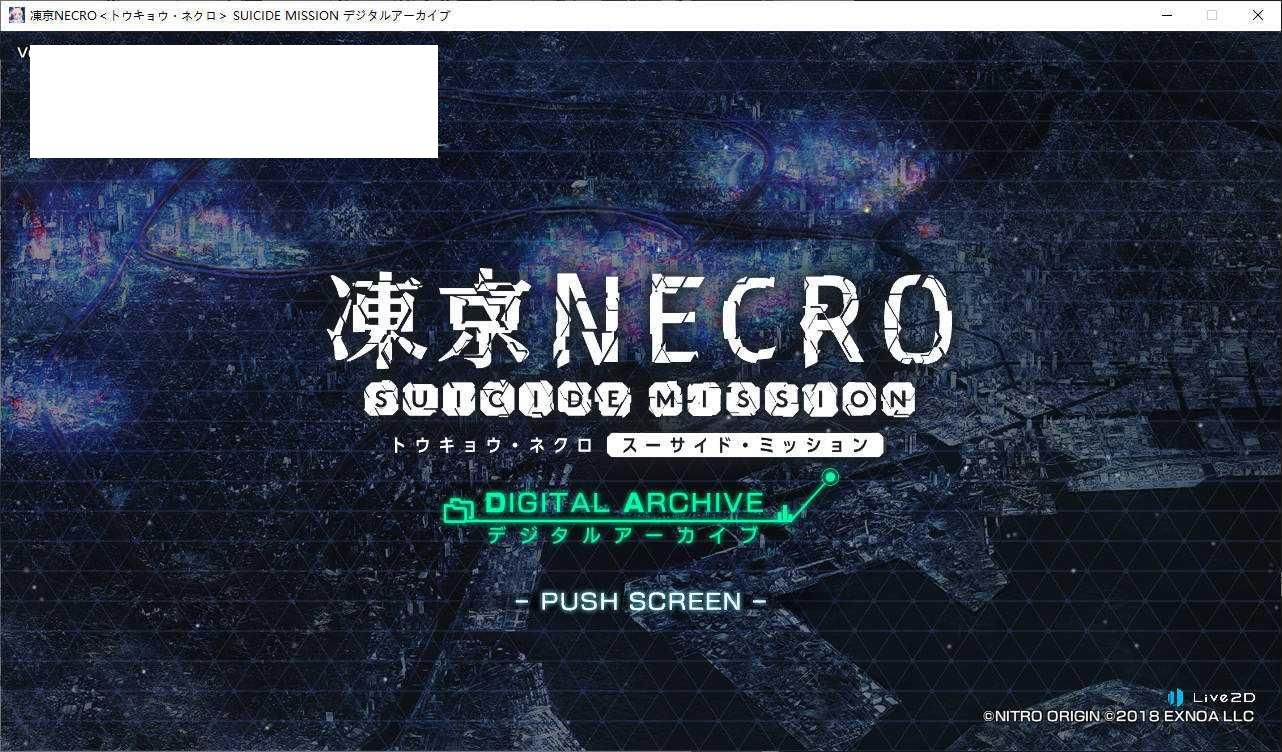 凍京NECRO＜トウキョウ・ネクロ＞ SUICIDE MISSION デジタルアーカイブ
凍京NECRO
SUICIDE MISSION
トウキョウ・ネクロ スーサイド・ミッション
DIGITAL ARCHIVE
デジタルアーカイブ
– PUSH SCREEN –
Live2D
©NITRO ORIGIN ©2018 EXNOA LLC